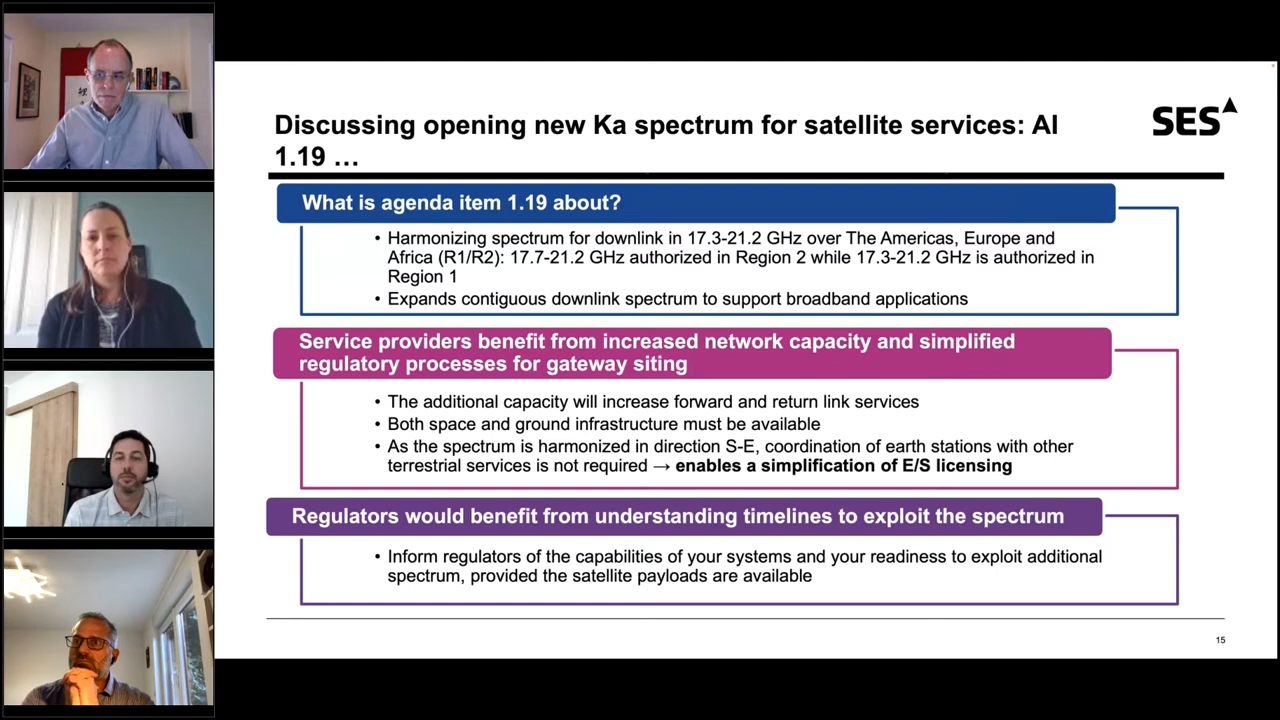 Discussing opening new Ka spectrum for satellite services: AI
1.19 …
SES
What is agenda item 1.19 about?
• Harmonizing spectrum for downlink in 17.3-21.2 GHz over The Americas, Europe and
Africa (R1/R2): 17.7-21.2 GHz authorized in Region 2 while 17.3-21.2 GHz is authorized in
Region 1
• Expands contiguous downlink spectrum to support broadband applications
Service providers benefit from increased network capacity and simplified
regulatory processes for gateway siting
• The additional capacity will increase forward and return link services
• Both space and ground infrastructure must be available
• As the spectrum is harmonized in direction S-E, coordination of earth stations with other
terrestrial services is not required → enables a simplification of E/S licensing
Regulators would benefit from understanding timelines to exploit the spectrum
• Inform regulators of the capabilities of your systems and your readiness to exploit additional
spectrum, provided the satellite payloads are available
15